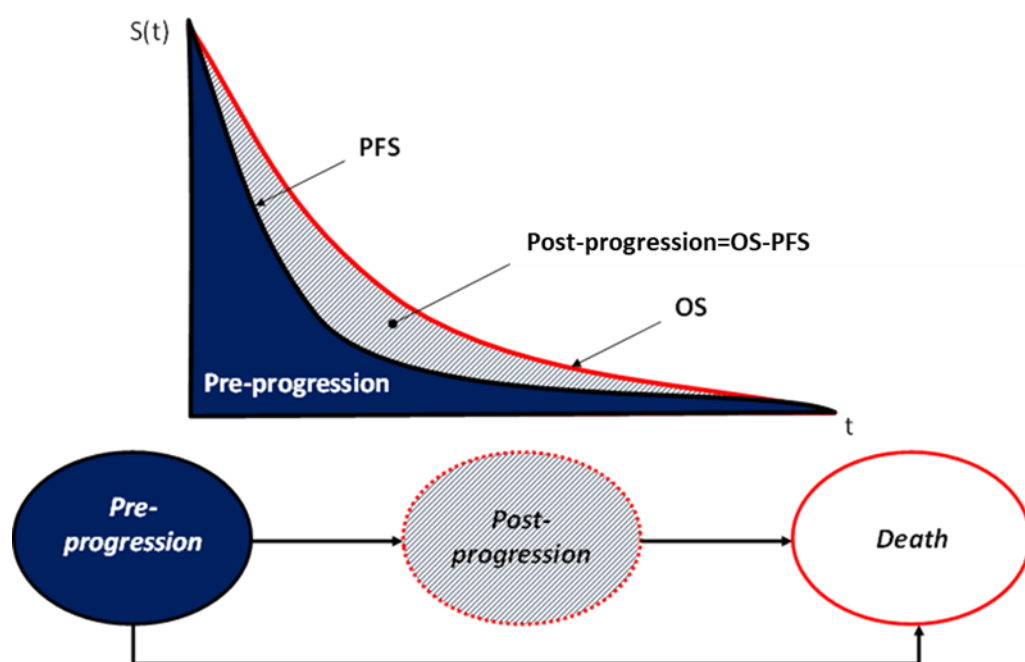 S(t)
PFS
Post-progression=OS-PFS
OS
Pre-progression
t
Pre-
progression
Post-
progression
Death